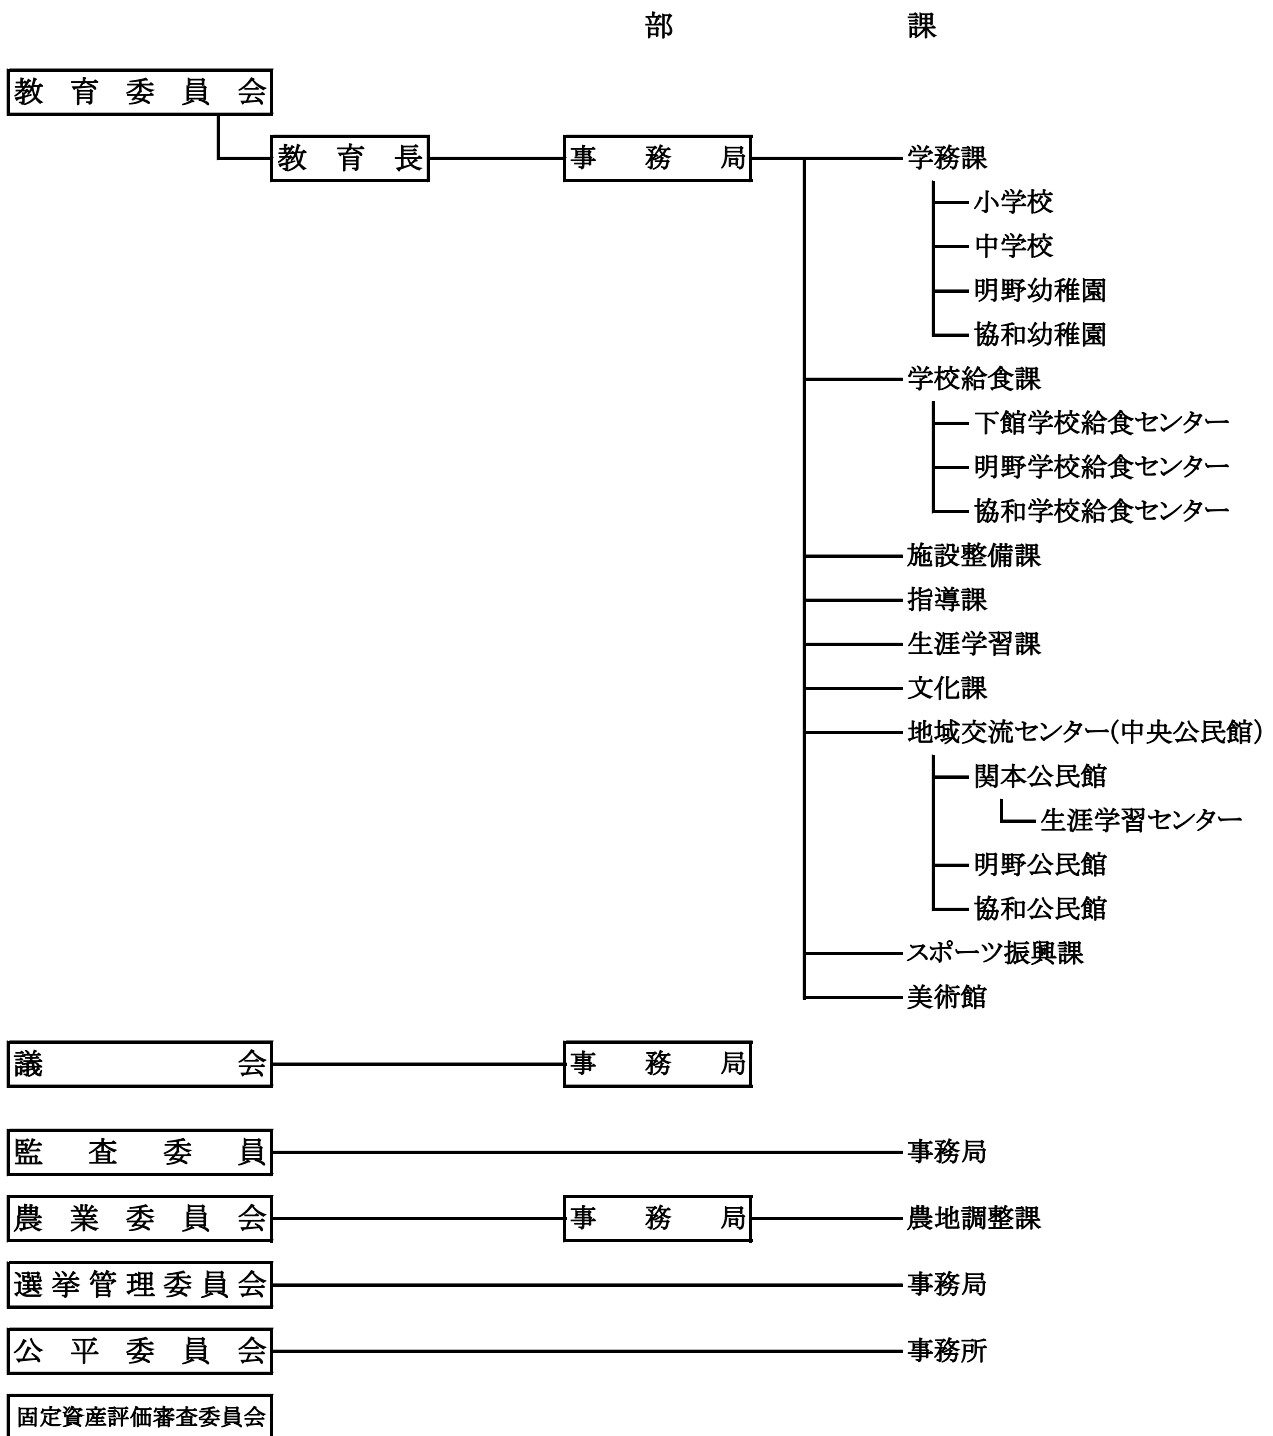 部 課
教育委員会
教育長 事務局 学務課
小学校
中学校
明野幼稚園
協和幼稚園
学校給食課
下館学校給食センター
明野学校給食センター
協和学校給食センター
施設整備課
指導課
生涯学習課
文化課
地域交流センター(中央公民館)
関本公民館
生涯学習センター
明野公民館
協和公民館
スポーツ振興課
美術館
議会 事務局
監査委員 事務局
農業委員会 事務局 農地調整課
選挙管理委員会 事務局
公平委員会 事務所
固定資産評価審査委員会